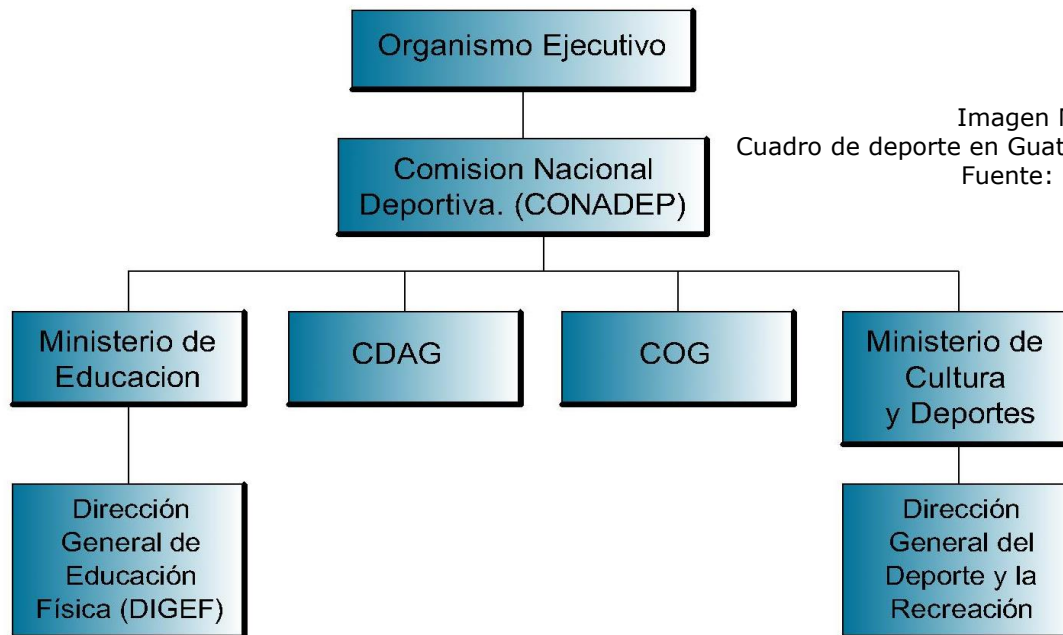 Organismo Ejecutivo
Imagen
Cuadro de deporte en
Fuente:
Comision Nacional
Deportiva. (CONADEP)
Ministerio de
Educacion
CDAG
COG
Ministerio de
Cultura
y Deportes
Dirección
General de
Educación
Física (DIGEF)
Dirección
General del
Deporte y la
Recreación